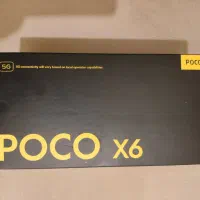 5G 5G connectivity will vary based on local operator capabilities. POCO
POCO X6